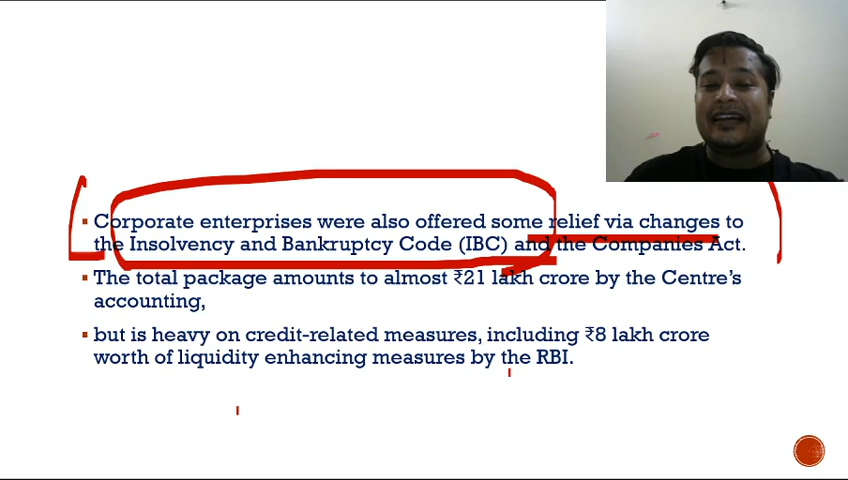 Corporate enterprises were also offered some relief via changes to
the Insolvency and Bankruptcy Code (IBC) and the Companies Act.
The total package amounts to almost ₹21 lakh crore by the Centre's
accounting,
but is heavy on credit-related measures, including ₹8 lakh crore
worth of liquidity enhancing measures by the RBI.